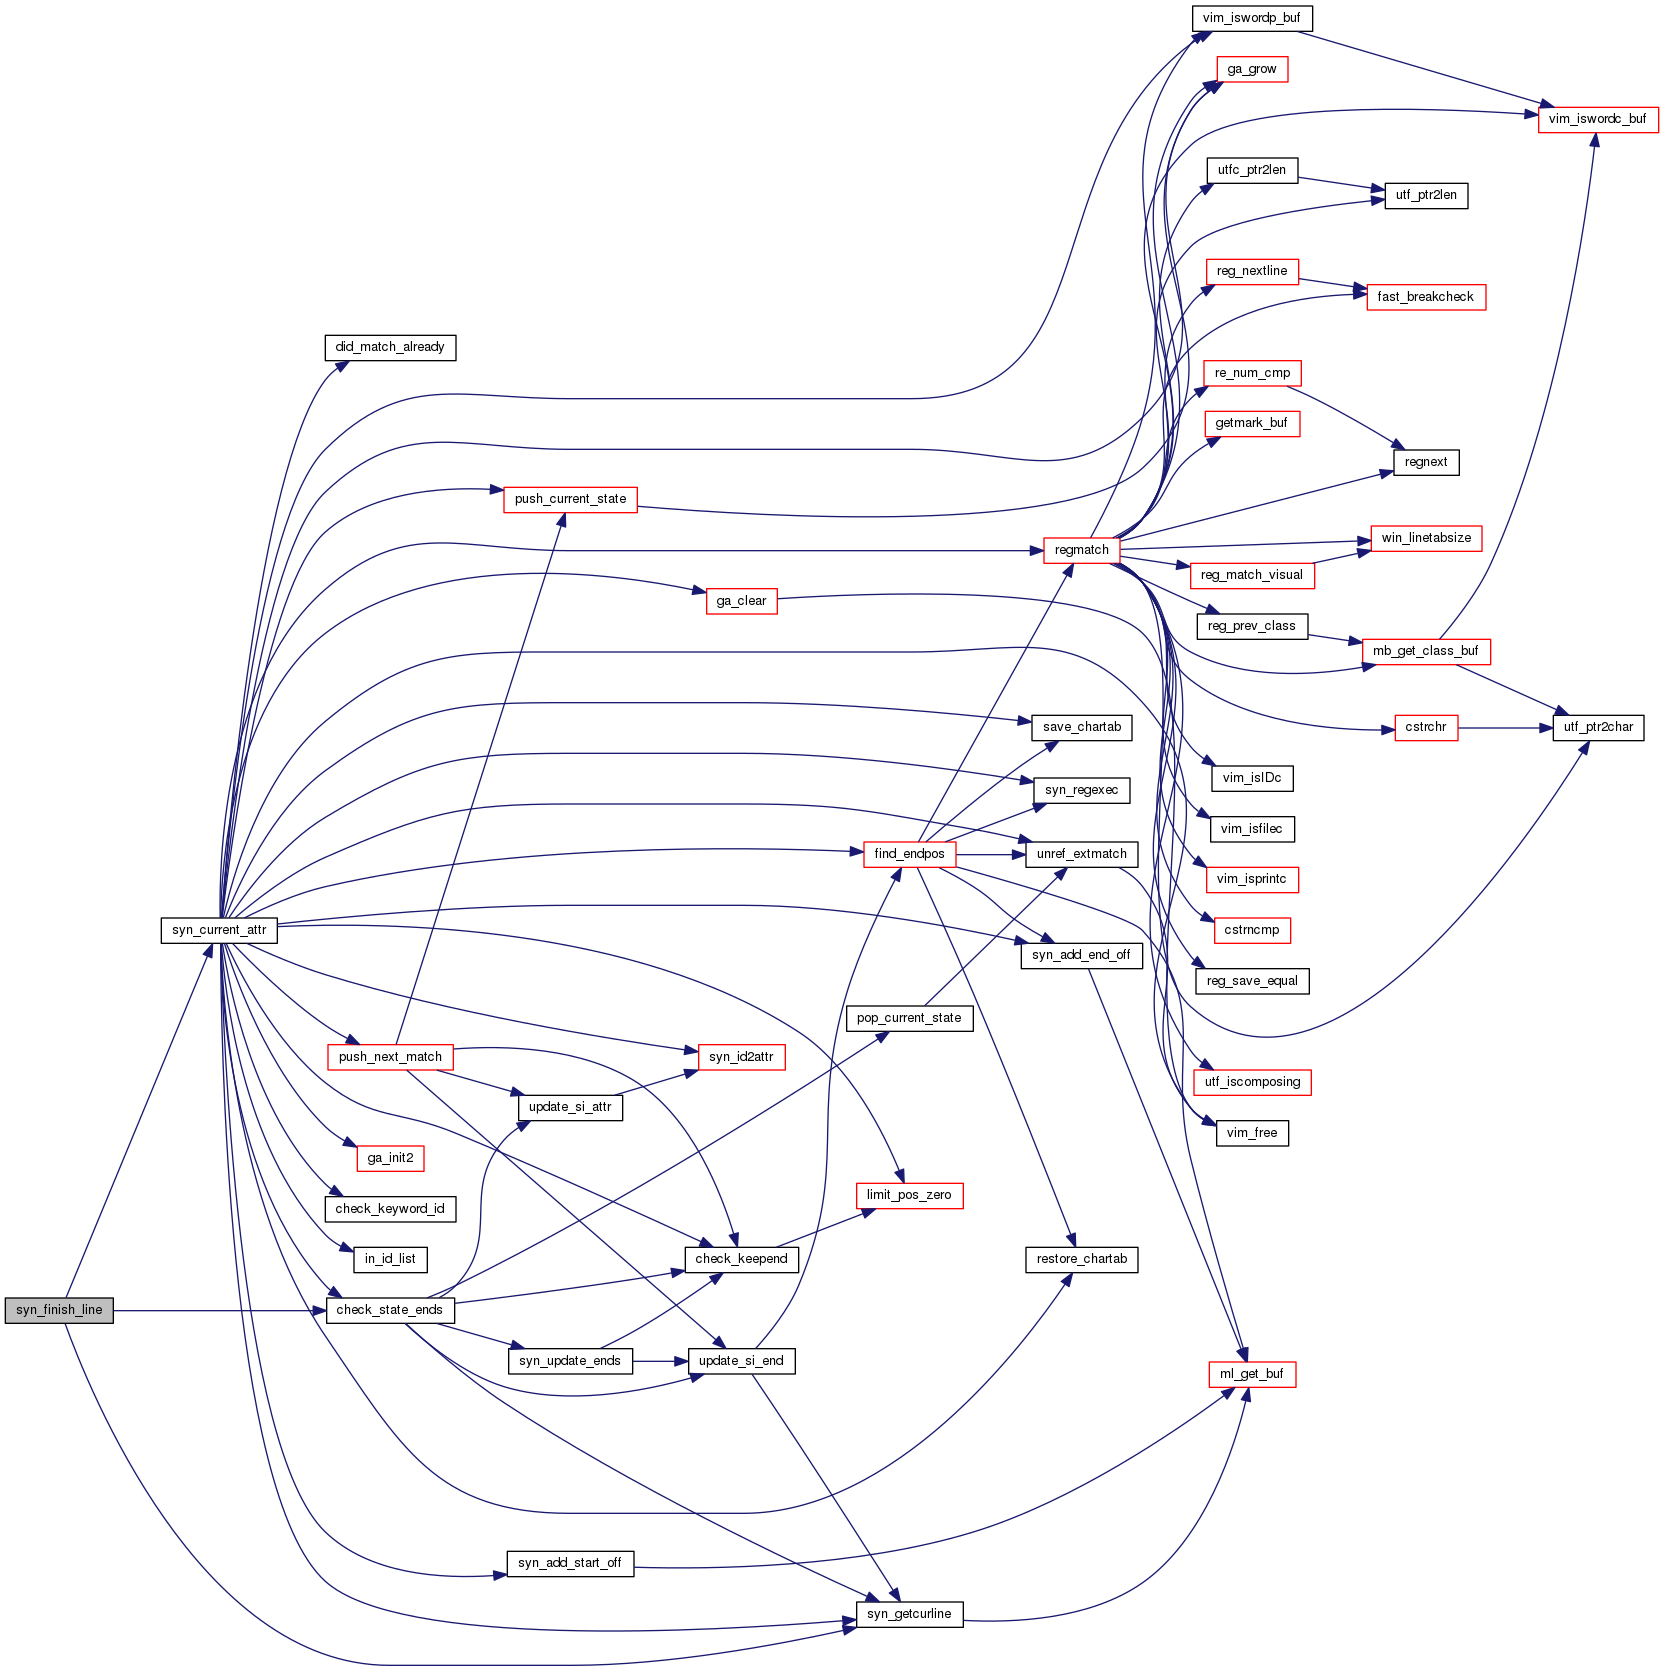 vim_iswordp_buf
ga_grow
vim_iswordc_buf
utfc_ptr2len
utf_ptr2len
reg_nextline
fast_breakcheck
did_match_already
re_num_cmp
getmark_buf
regnext
push_current_state
win_linetabsize
regmatch
reg_match_visual
ga_clear
reg_prev_class
mb_get_class_buf
save_chartab
cstrchr
utf_ptr2char
vim_isIDc
syn_regexec
vim_isfilec
find_endpos
unref_extmatch
vim_isprintc
syn_current_attr
cstrncmp
syn_add_end_off
reg_save_equal
pop_current_state
push_next_match
syn_id2attr
utf_iscomposing
update_si_attr
vim_free
ga_init2
limit_pos_zero
check_keyword_id
in_id_list
check_keepend
restore_chartab
syn_finish_line
check_state_ends
syn_update_ends
update_si_end
ml_get_buf
syn_add_start_off
syn_getcurline